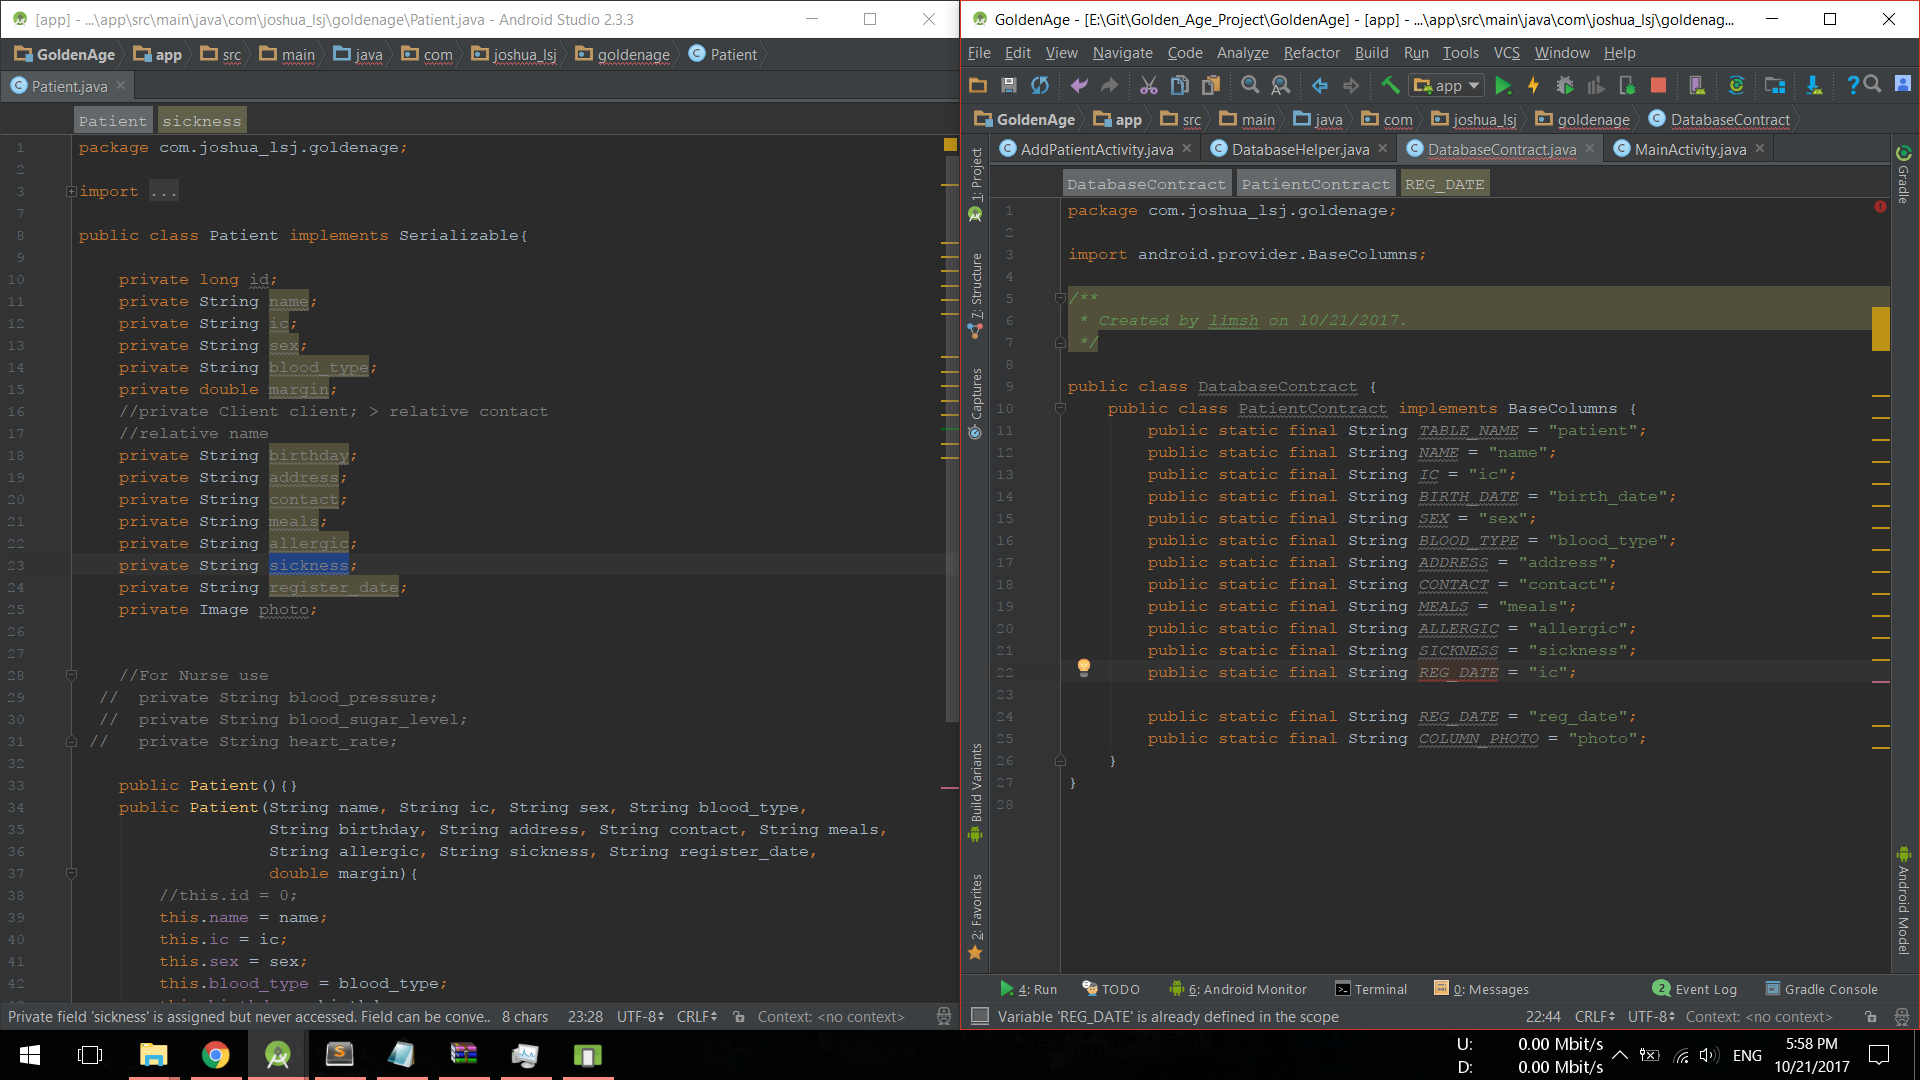 [app] - ...\app\src\main\java\com\joshua_lsj\goldenage\Patient.java - Android Studio 2.3.3
GoldenAge app src main java com joshua_lsj goldenage Patient
Patient.java
Patient sickness
1 package com.joshua_lsj.goldenage;
2
3 import ...
7
8 public class Patient implements Serializable{
9
10 private long id;
11 private String name;
12 private String ic;
13 private String sex;
14 private String blood_type;
15 private double margin;
16 //private Client client; > relative contact
17 //relative name
18 private String birthday;
19 private String address;
20 private String contact;
21 private String meals;
22 private String allergic;
23 private String sickness;
24 private String register_date;
25 private Image photo;
26
27
28 //For Nurse use
29 // private String blood_pressure;
30 // private String blood_sugar_level;
31 // private String heart_rate;
32
33 public Patient(){}
34 public Patient(String name, String ic, String sex, String blood_type,
35 String birthday, String address, String contact, String meals,
36 String allergic, String sickness, String register_date,
37 double margin){
38 //this.id = 0;
39 this.name = name;
40 this.ic = ic;
41 this.sex = sex;
42 this.blood_type = blood_type;
Private field 'sickness' is assigned but never accessed. Field can be conve.. 8 chars 23:28 UTF-8 CRLF Context: <no context>
GoldenAge - [E:\Git\Golden_Age_Project\GoldenAge] - [app] - ...\app\src\main\java\com\joshua_lsj\goldenag...
File Edit View Navigate Code Analyze Refactor Build Run Tools VCS Window Help
app
GoldenAge app src main java com joshua_lsj goldenage DatabaseContract
AddPatientActivity.java DatabaseHelper.java DatabaseContract.java MainActivity.java
DatabaseContract PatientContract REG_DATE
1: Project
7: Structure
Captures
Build Variants
2: Favorites
1 package com.joshua_lsj.goldenage;
2
3 import android.provider.BaseColumns;
4
5 /**
6 * Created by limsh on 10/21/2017.
7 */
8
9 public class DatabaseContract {
10 public class PatientContract implements BaseColumns {
11 public static final String TABLE_NAME = "patient";
12 public static final String NAME = "name";
13 public static final String IC = "ic";
14 public static final String BIRTH_DATE = "birth_date";
15 public static final String SEX = "sex";
16 public static final String BLOOD_TYPE = "blood_type";
17 public static final String ADDRESS = "address";
18 public static final String CONTACT = "contact";
19 public static final String MEALS = "meals";
20 public static final String ALLERGIC = "allergic";
21 public static final String SICKNESS = "sickness";
22 public static final String REG_DATE = "ic";
23
24 public static final String REG_DATE = "reg_date";
25 public static final String COLUMN_PHOTO = "photo";
26 }
27 }
28
Gradle
Android Model
4: Run TODO 6: Android Monitor Terminal 0: Messages 2 Event Log Gradle Console
Variable 'REG_DATE' is already defined in the scope 22:44 CRLF UTF-8 Context: <no context>
U: 0.00 Mbit/s
D: 0.00 Mbit/s
ENG
5:58 PM
10/21/2017